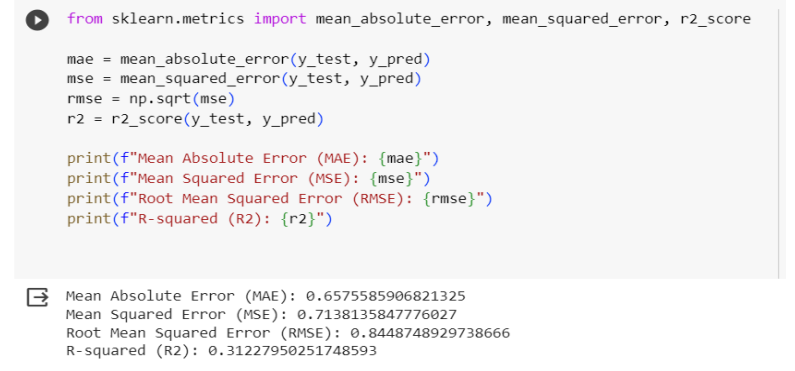 from sklearn.metrics import mean_absolute_error, mean_squared_error, r2_score
mae = mean_absolute_error(y_test, y_pred)
mse = mean_squared_error(y_test, y_pred)
rmse = np.sqrt(mse)
r2 = r2_score(y_test, y_pred)
print(f"Mean Absolute Error (MAE): {mae}")
print(f"Mean Squared Error (MSE): {mse}")
print(f"Root Mean Squared Error (RMSE): {rmse}")
print(f"R-squared (R2): {r2}")
Mean Absolute Error (MAE): 0.6575585906821325
Mean Squared Error (MSE): 0.7138135847776027
Root Mean Squared Error (RMSE): 0.8448748929738666
R-squared (R2): 0.31227950251748593